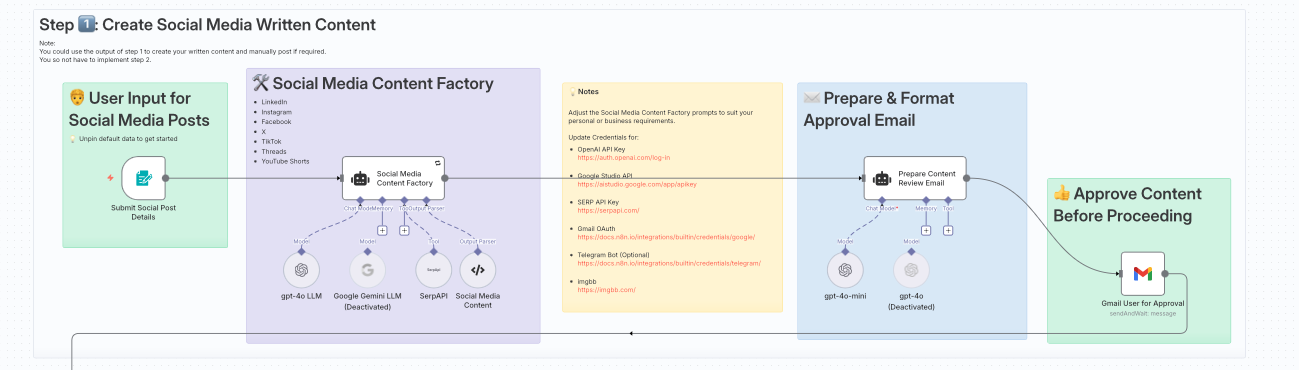 Step 1️⃣: Create Social Media Written Content
Note:
You could use the output of step 1 to create your written content and manually post if required.
You so not have to implement step 2.
👨 User Input for
Social Media Posts
💡 Unpin default data to get started
Submit Social Post
Details
🛠️ Social Media Content Factory
• LinkedIn
• Instagram
• Facebook
• X
• TikTok
• Threads
• YouTube Shorts
Social Media
Content Factory
Chat Model
Memory
Tool
Output Parser
Model
Model
Tool
Output Parser
gpt-4o LLM
Google Gemini LLM
(Deactivated)
SerpApi
SerpAPI
Social Media
Content
💡 Notes
Adjust the Social Media Content Factory prompts to suit your
personal or business requirements.
Update Credentials for:
• OpenAI API Key
https://auth.openai.com/log-in
• Google Studio API
https://aistudio.google.com/app/apikey
• SERP API Key
https://serpapi.com/
• Gmail OAuth
https://docs.n8n.io/integrations/builtin/credentials/google/
• Telegram Bot (Optional)
https://docs.n8n.io/integrations/builtin/credentials/telegram/
• imgbb
https://imgbb.com/
✉️ Prepare & Format
Approval Email
Prepare Content
Review Email
Chat Model*
Memory
Tool
Model
Model
gpt-4o-mini
gpt-4o
(Deactivated)
👍 Approve Content
Before Proceeding
Gmail User for Approval
sendAndWait: message